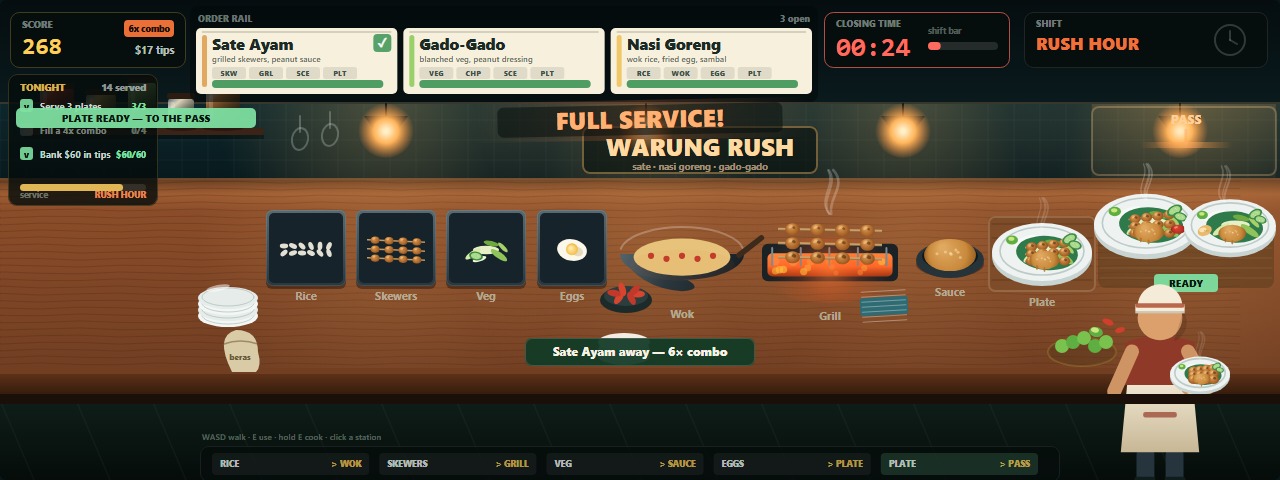 SCORE
268
6x combo
$17 tips
ORDER RAIL
3 open
Sate Ayam
grilled skewers, peanut sauce
SKW GRL SCE PLT
Gado-Gado
blanched veg, peanut dressing
VEG CHP SCE PLT
Nasi Goreng
wok rice, fried egg, sambal
RCE WOK EGG PLT
CLOSING TIME
00:24
shift bar
SHIFT
RUSH HOUR
TONIGHT
14 served
v Serve 3 plates 3/3
PLATE READY — TO THE PASS
Fill a 4x combo 0/4
v Bank $60 in tips $60/60
service
RUSH HOUR
FULL SERVICE!
WARUNG RUSH
sate · nasi goreng · gado-gado
PASS
Rice
Skewers
Veg
Eggs
Wok
Grill
Sauce
Plate
READY
beras
Sate Ayam away — 6x combo
WASD walk · E use · hold E cook · click a station
RICE > WOK
SKEWERS > GRILL
VEG > SAUCE
EGGS > PLATE
PLATE > PASS